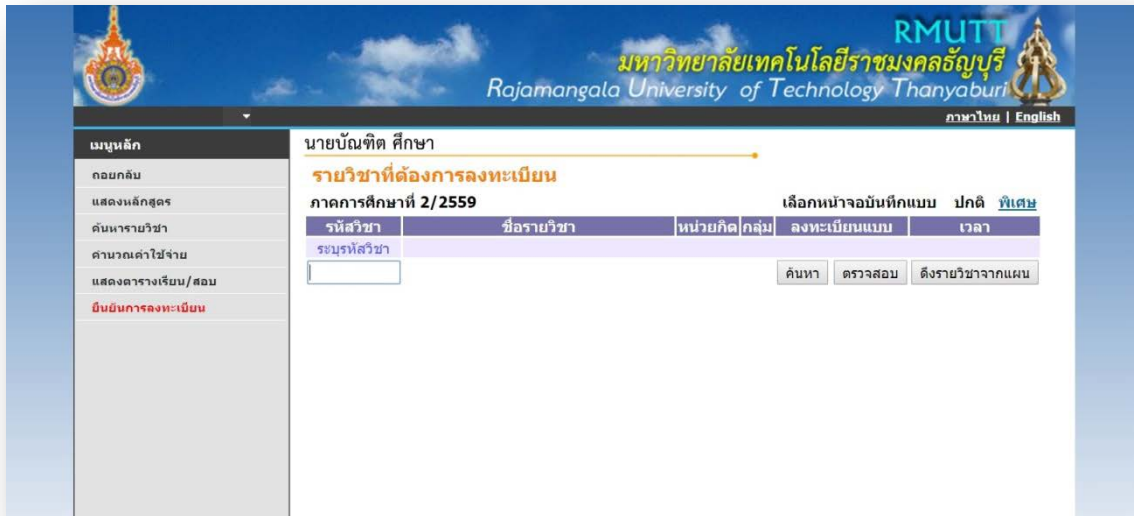 RMUTT
มหาวิทยาลัยเทคโนโลยีราชมงคลธัญบุรี
Rajamangala University of Technology Thanyaburi
ภาษาไทย | English
เมนูหลัก
ถอยกลับ
แสดงหลักสูตร
ค้นหารายวิชา
คำนวณค่าใช้จ่าย
แสดงตารางเรียน/สอบ
ยืนยันการลงทะเบียน
นายบัณฑิต ศึกษา
รายวิชาที่ต้องการลงทะเบียน
ภาคการศึกษาที่ 2/2559 เลือกหน้าจอบันทึกแบบ ปกติ พิเศษ
รหัสวิชา ชื่อรายวิชา หน่วยกิต กลุ่ม ลงทะเบียนแบบ เวลา
ระบุรหัสวิชา
ค้นหา ตรวจสอบ ดึงรายวิชาจากแผน